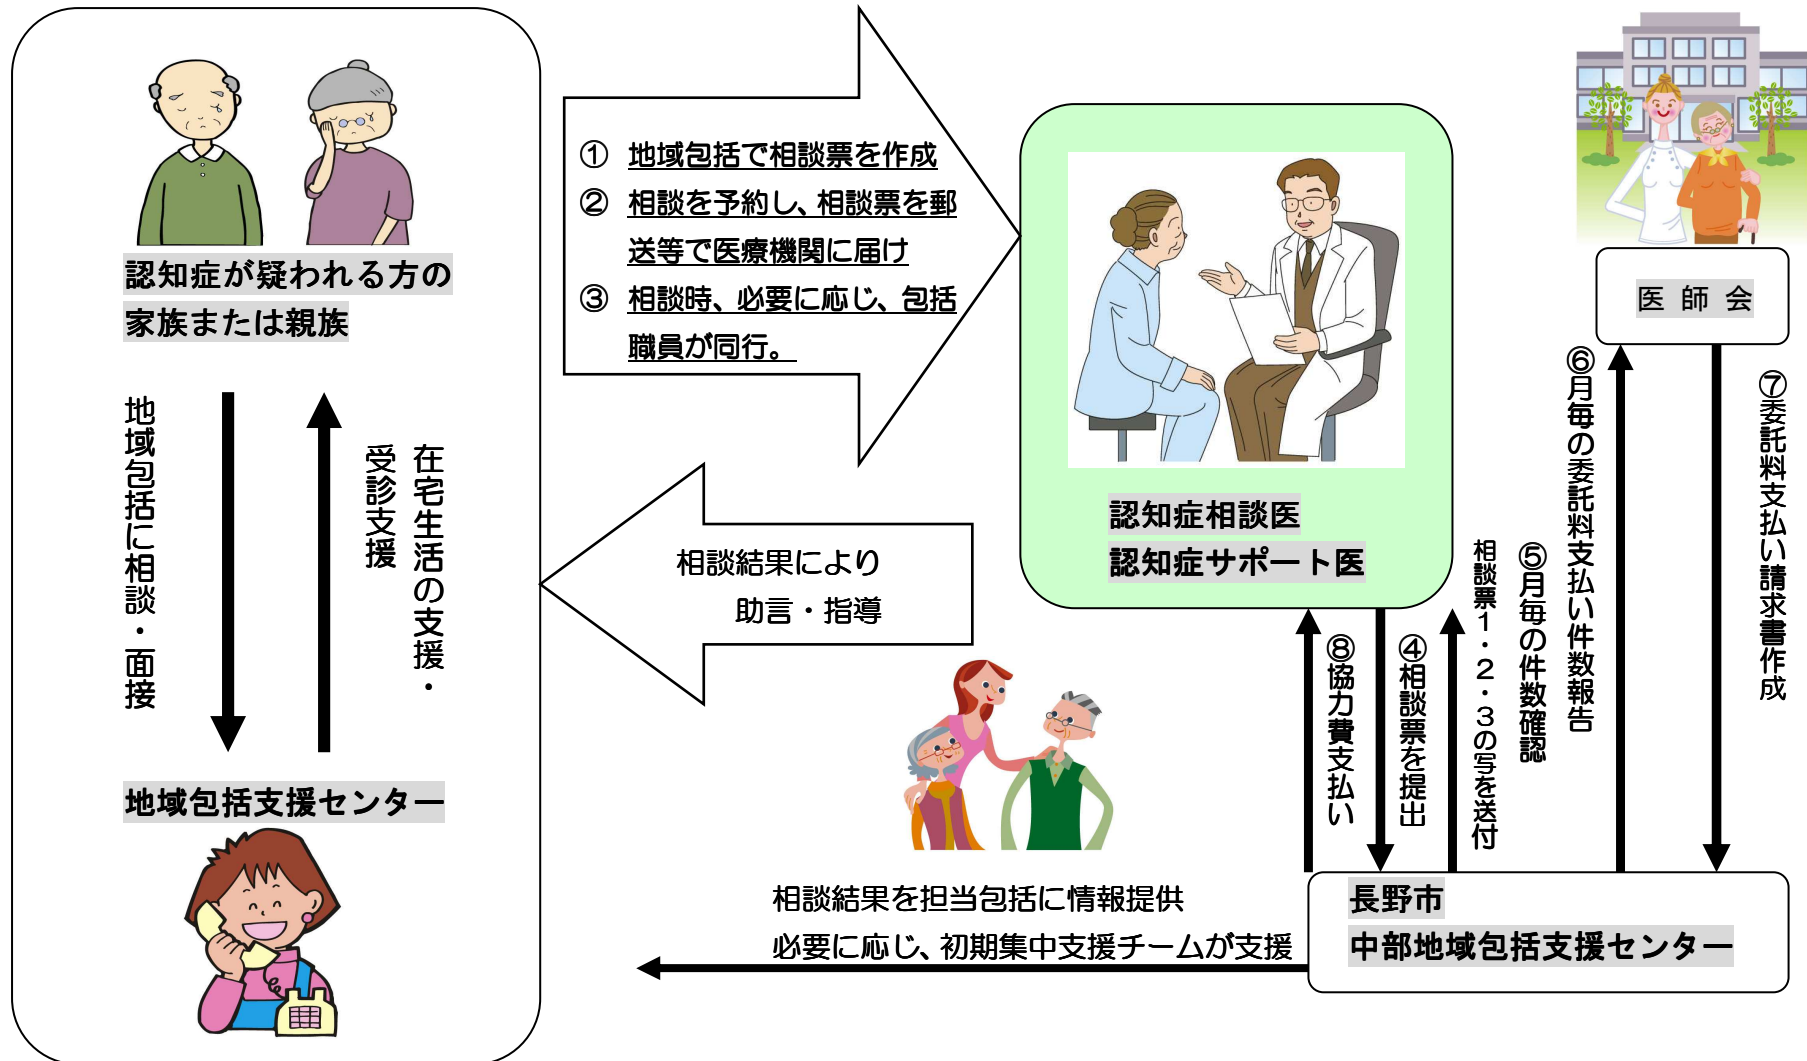 認知症が疑われる方の
家族または親族
地域包括に相談・面接
在宅生活の支援・
受診支援
地域包括支援センター
① 地域包括で相談票を作成
② 相談を予約し、相談票を郵
送等で医療機関に届け
③ 相談時、必要に応じ、包括
職員が同行。
相談結果により
助言・指導
認知症相談医
認知症サポート医
医師会
⑧協力費支払い
④相談票を提出
相談票1・2・3の写を送付
⑤月毎の件数確認
⑥月毎の委託料支払い件数報告
⑦委託料支払い請求書作成
相談結果を担当包括に情報提供
必要に応じ、初期集中支援チームが支援
長野市
中部地域包括支援センター